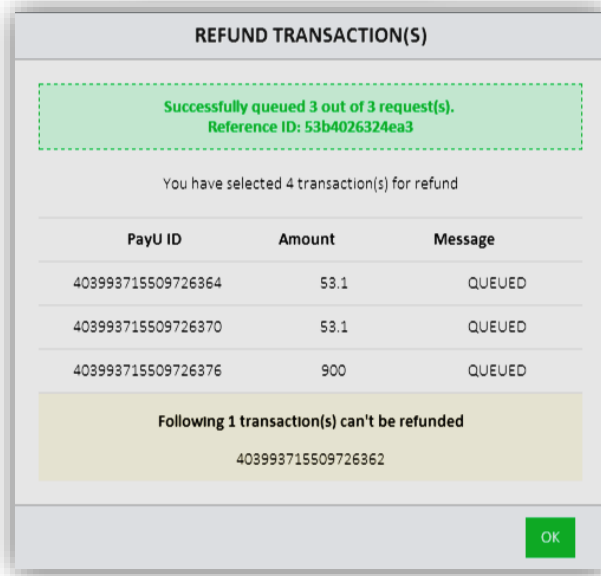 REFUND TRANSACTION(S)
Successfully queued 3 out of 3 request(s).
Reference ID: 53b4026324ea3
You have selected 4 transaction(s) for refund
PayU ID Amount Message
403993715509726364 53.1 QUEUED
403993715509726370 53.1 QUEUED
403993715509726376 900 QUEUED
Following 1 transaction(s) can't be refunded
403993715509726362
OK